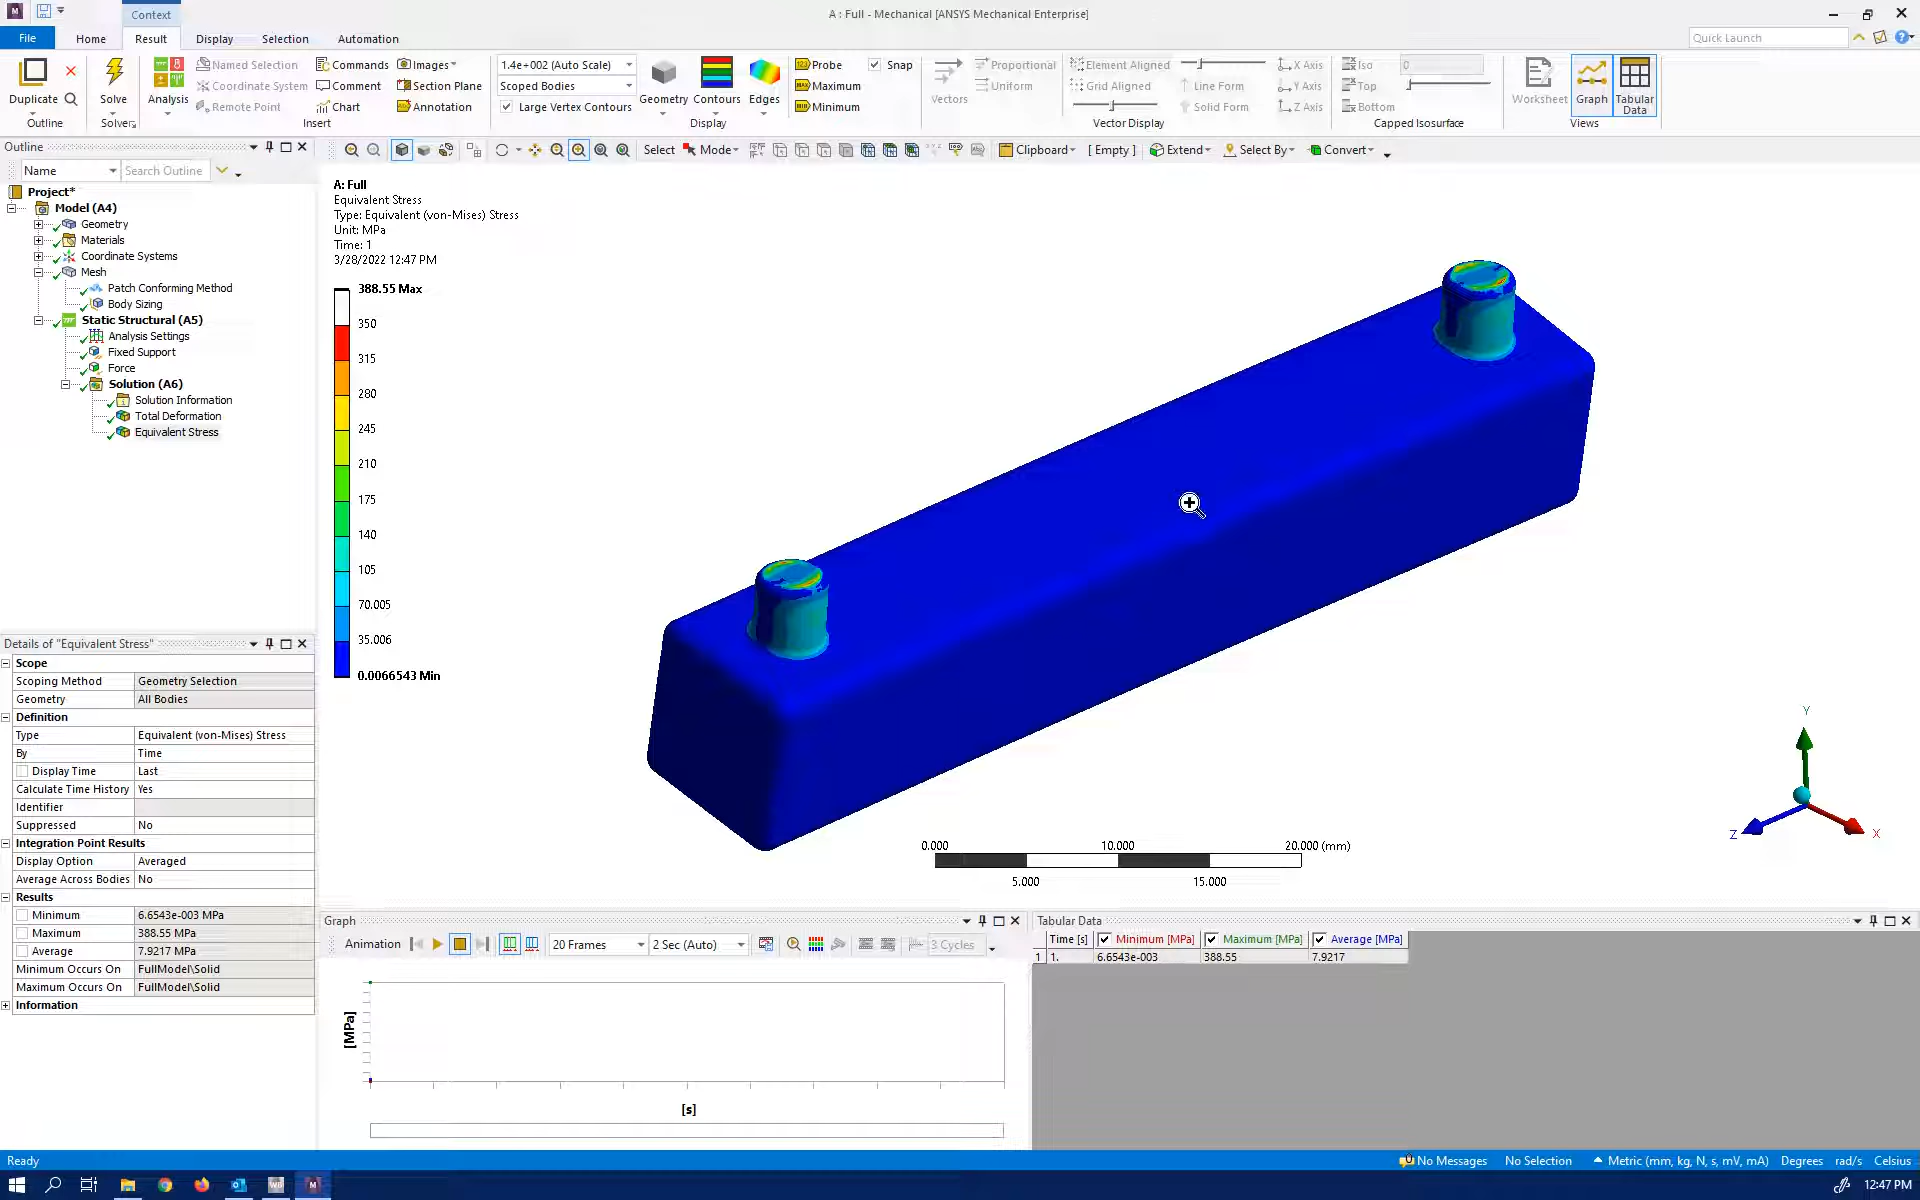 Context
A : Full - Mechanical [ANSYS Mechanical Enterprise]
File
Home
Result
Display
Selection
Automation
Quick Launch
Duplicate
Outline
Solve
Solver
Analysis
Named Selection
Coordinate System
Remote Point
Commands
Comment
Chart
Images
Section Plane
Annotation
Insert
1.4e+002 (Auto Scale)
Scoped Bodies
Large Vertex Contours
Geometry
Contours
Edges
Display
Probe
Maximum
Minimum
Snap
Vectors
Proportional
Uniform
Element Aligned
Grid Aligned
Line Form
Solid Form
X Axis
Y Axis
Z Axis
Vector Display
Iso
Top
Bottom
0
Capped Isosurface
Worksheet
Graph
Tabular
Data
Views
Outline
Name
Search Outline
Project*
Model (A4)
Geometry
Materials
Coordinate Systems
Mesh
Patch Conforming Method
Body Sizing
Static Structural (A5)
Analysis Settings
Fixed Support
Force
Solution (A6)
Solution Information
Total Deformation
Equivalent Stress
Select
Mode
Clipboard
[ Empty ]
Extend
Select By
Convert
A: Full
Equivalent Stress
Type: Equivalent (von-Mises) Stress
Unit: MPa
Time: 1
3/28/2022 12:47 PM
388.55 Max
350
315
280
245
210
175
140
105
70.005
35.006
0.0066543 Min
0.000
10.000
20.000 (mm)
5.000
15.000
Y
Z
X
Details of "Equivalent Stress"
Scope
Scoping Method Geometry Selection
Geometry All Bodies
Definition
Type Equivalent (von-Mises) Stress
By Time
Display Time Last
Calculate Time History Yes
Identifier
Suppressed No
Integration Point Results
Display Option Averaged
Average Across Bodies No
Results
Minimum 6.6543e-003 MPa
Maximum 388.55 MPa
Average 7.9217 MPa
Minimum Occurs On FullModel\Solid
Maximum Occurs On FullModel\Solid
Information
Graph
Animation
20 Frames
2 Sec (Auto)
3 Cycles
[MPa]
[s]
Tabular Data
Time [s] Minimum [MPa] Maximum [MPa] Average [MPa]
1 1. 6.6543e-003 388.55 7.9217
Ready
No Messages
No Selection
Metric (mm, kg, N, s, mV, mA)
Degrees
rad/s
Celsius
12:47 PM